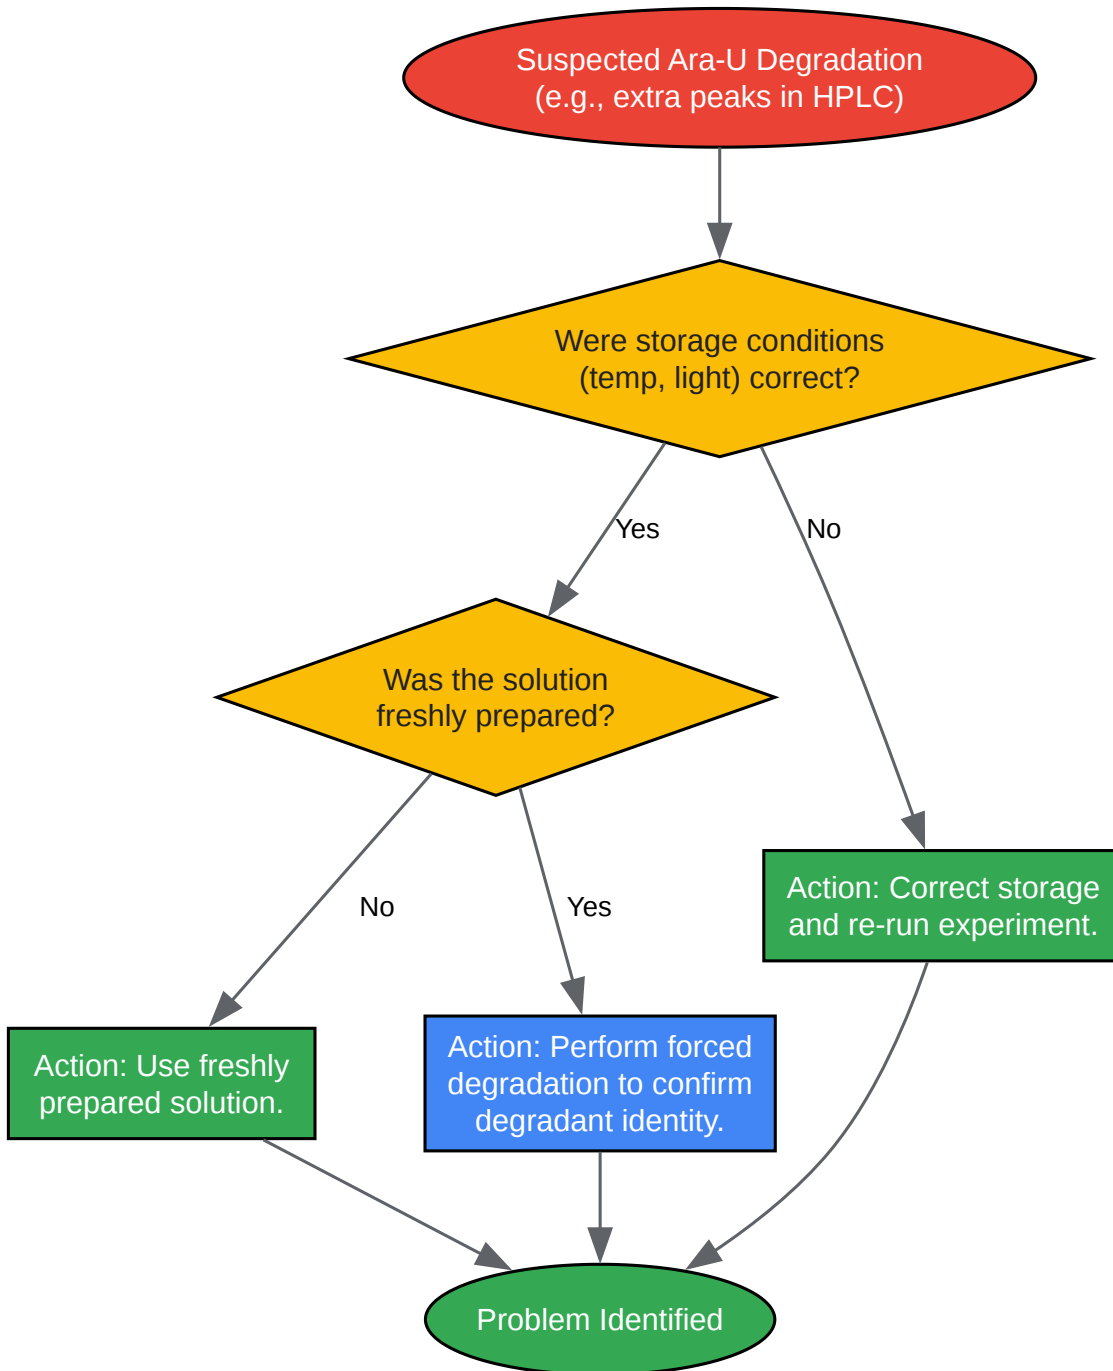 Suspected Ara-U Degradation
(e.g., extra peaks in HPLC)
Were storage conditions
(temp, light) correct?
Yes
No
Was the solution
freshly prepared?
No
Yes
Action: Correct storage
and re-run experiment.
Action: Use freshly
prepared solution.
Action: Perform forced
degradation to confirm
degradant identity.
Problem Identified